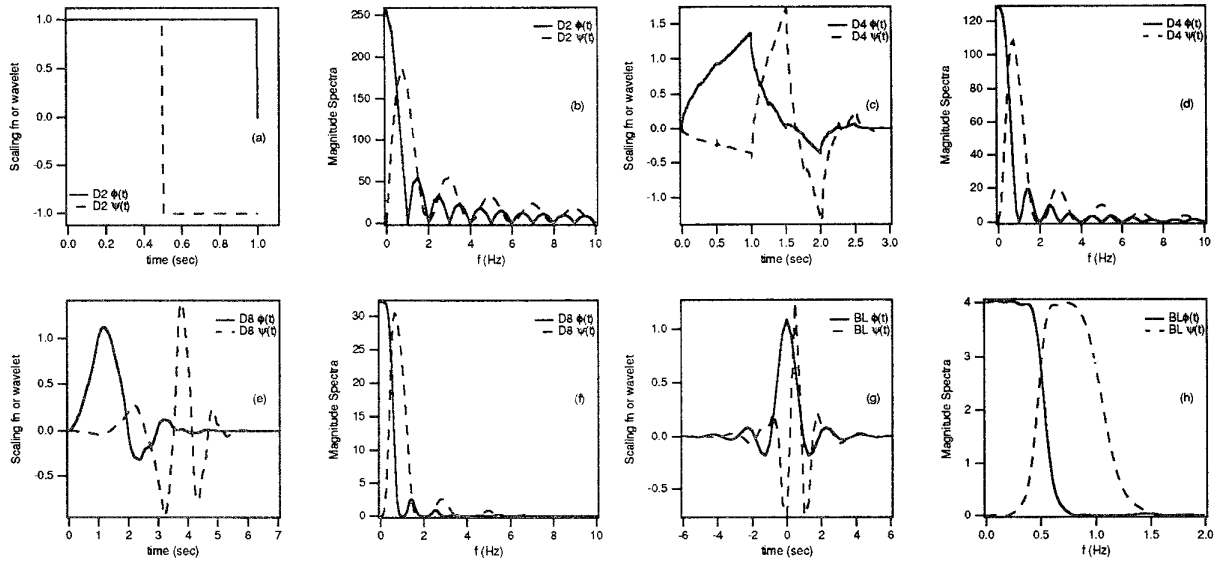 Scaling fn or wavelet
1.0
0.5
0.0
-0.5
-1.0
D2 ϕ(t)
D2 ψ(t)
(a)
0.0 0.2 0.4 0.6 0.8 1.0
time (sec)
Magnitude Spectra
250
200
150
100
50
0
D2 ϕ(t)
D2 ψ(t)
(b)
0 2 4 6 8 10
f (Hz)
Scaling fn or wavelet
1.5
1.0
0.5
0.0
-0.5
-1.0
D4 ϕ(t)
D4 ψ(t)
(c)
0.0 0.5 1.0 1.5 2.0 2.5 3.0
time (sec)
Magnitude Spectra
120
100
80
60
40
20
0
D4 ϕ(t)
D4 ψ(t)
(d)
0 2 4 6 8 10
f (Hz)
Scaling fn or wavelet
1.0
0.5
0.0
-0.5
D8 ϕ(t)
D8 ψ(t)
(e)
0 1 2 3 4 5 6 7
time (sec)
Magnitude Spectra
30
25
20
15
10
5
0
D8 ϕ(t)
D8 ψ(t)
(f)
0 2 4 6 8 10
f (Hz)
Scaling fn or wavelet
1.0
0.5
0.0
-0.5
BL ϕ(t)
BL ψ(t)
(g)
-6 -4 -2 0 2 4 6
time (sec)
Magnitude Spectra
4
3
2
1
0
BLϕ(t)
BL ψ(t)
(h)
0.0 0.5 1.0 1.5 2.0
f (Hz)